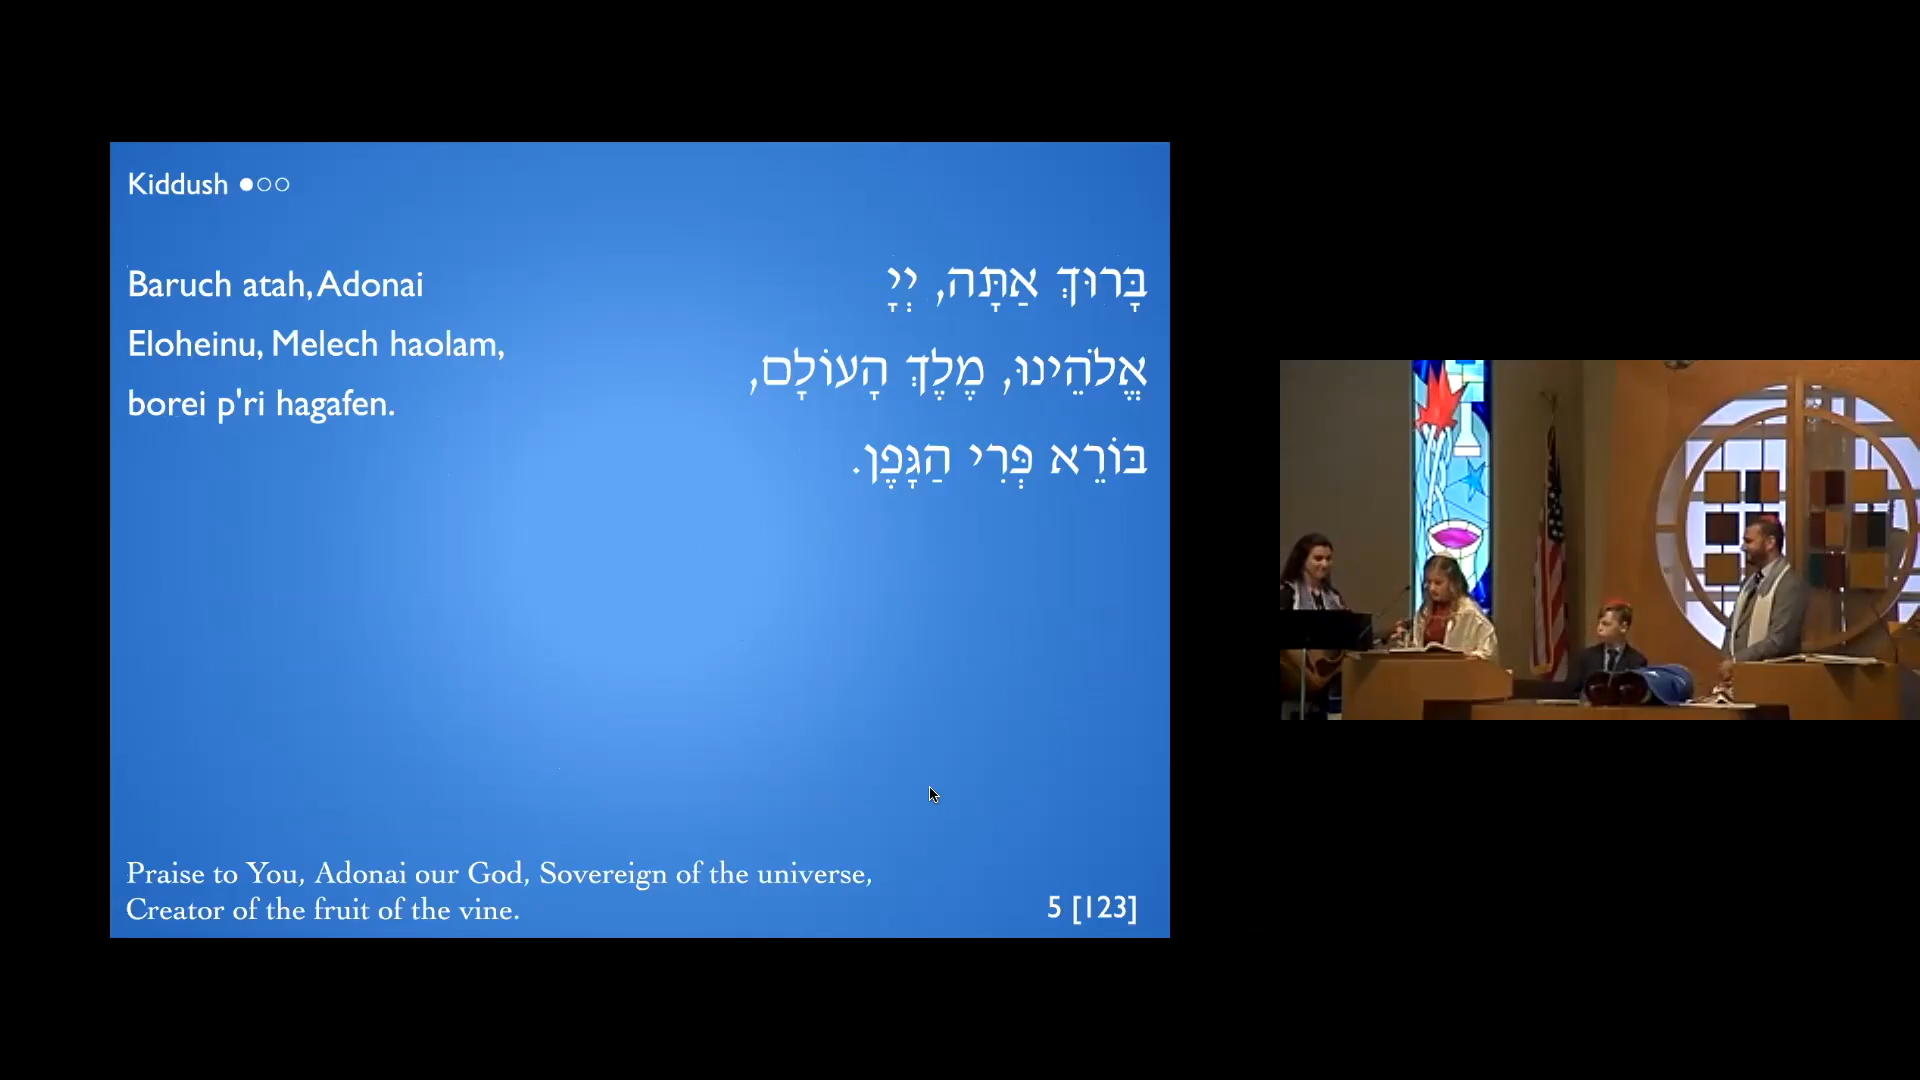 Kiddush ●○○
Baruch atah, Adonai
Eloheinu, Melech haolam,
borei p'ri hagafen.
בָּרוּךְ אַתָּה, יְיָ
אֱלֹהֵינוּ, מֶלֶךְ הָעוֹלָם,
בּוֹרֵא פְּרִי הַגָּפֶן.
Praise to You, Adonai our God, Sovereign of the universe,
Creator of the fruit of the vine.
5 [123]